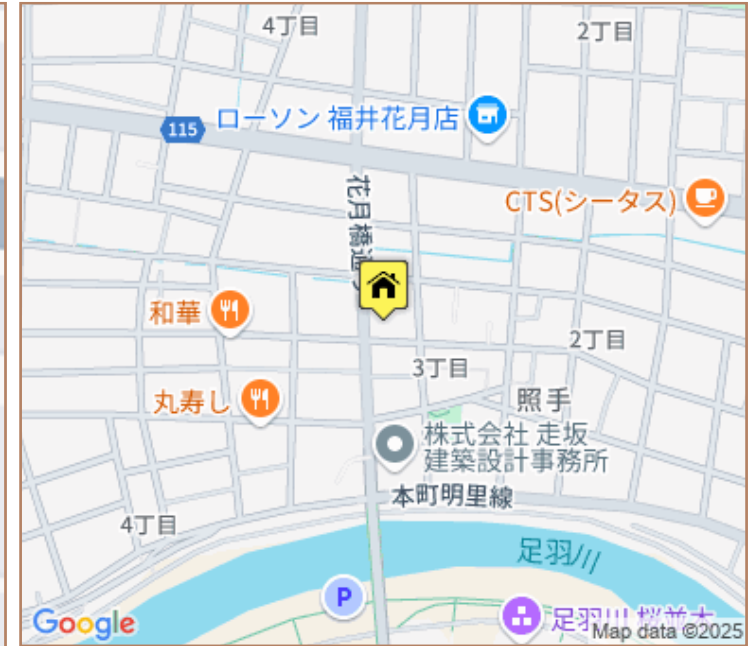 4丁目
2丁目
115
ローソン 福井花月店
CTS(シータス)
花月橋通り
和華
2丁目
3丁目
丸寿し
照手
株式会社 走坂
建築設計事務所
本町明里線
4丁目
足羽川
P
足羽川 桜並木
Google
Map data ©2025